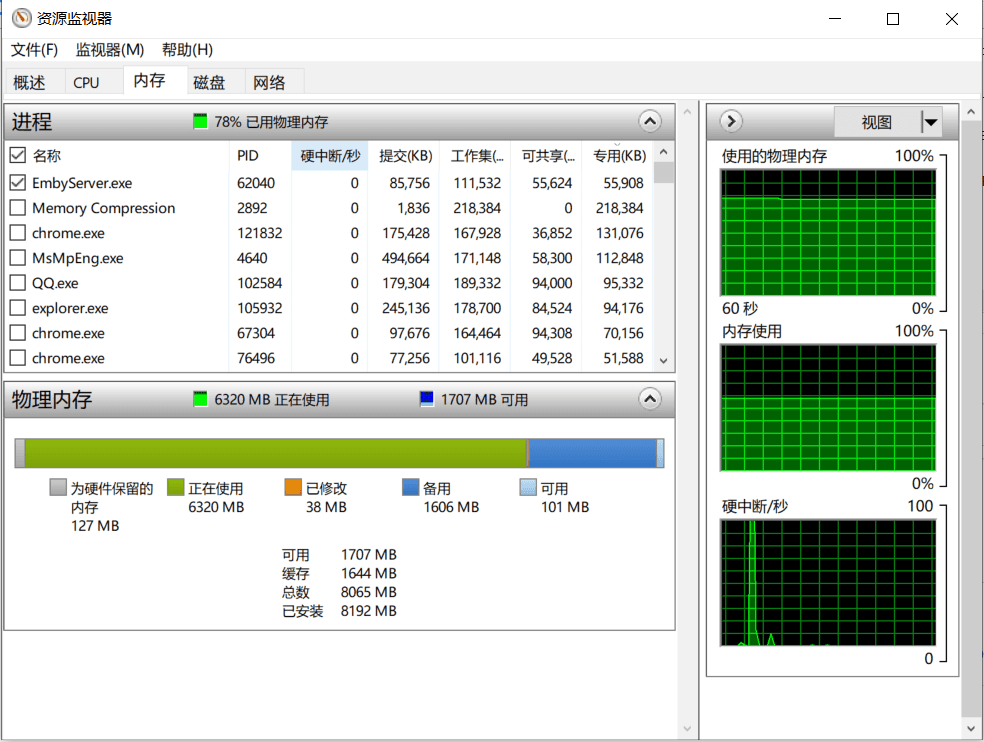 资源监视器
文件(F) 监视器(M) 帮助(H)
概述 CPU 内存 磁盘 网络
进程 78% 已用物理内存
名称 PID 硬中断/秒 提交(KB) 工作集(... 可共享(... 专用(KB)
EmbyServer.exe 62040 0 85,756 111,532 55,624 55,908
Memory Compression 2892 0 1,836 218,384 0 218,384
chrome.exe 121832 0 175,428 167,928 36,852 131,076
MsMpEng.exe 4640 0 494,664 171,148 58,300 112,848
QQ.exe 102584 0 179,304 189,332 94,000 95,332
explorer.exe 105932 0 245,136 178,700 84,524 94,176
chrome.exe 67304 0 97,676 164,464 94,308 70,156
chrome.exe 76496 0 77,256 101,116 49,528 51,588
物理内存 6320 MB 正在使用 1707 MB 可用
为硬件保留的 正在使用 已修改 备用 可用
内存 6320 MB 38 MB 1606 MB 101 MB
127 MB
可用 1707 MB
缓存 1644 MB
总数 8065 MB
已安装 8192 MB
视图
使用的物理内存 100%
60 秒 0%
内存使用 100%
0%
硬中断/秒 100
0